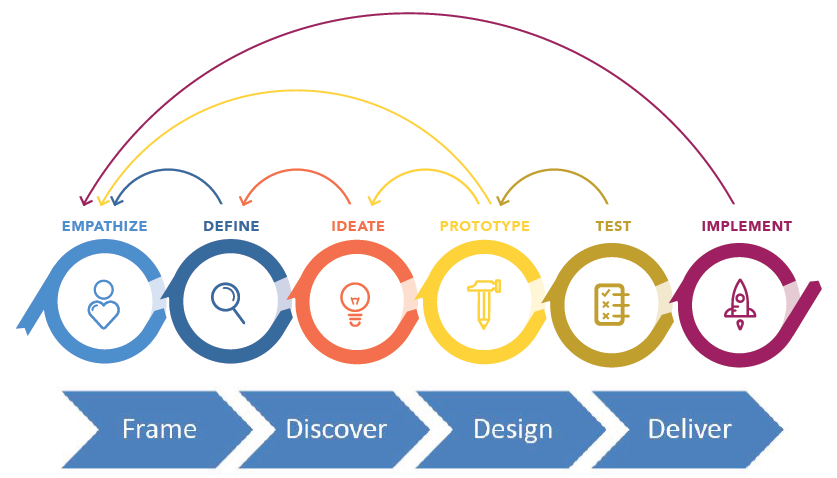 EMPATHIZE DEFINE IDEATE PROTOTYPE TEST IMPLEMENT
Frame Discover Design Deliver